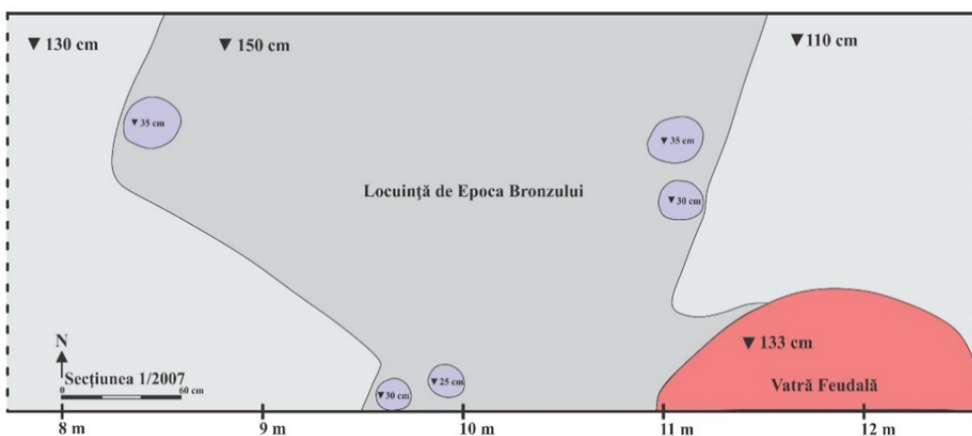 ▼ 130 cm
▼ 150 cm
▼ 110 cm
▼ 35 cm
▼ 35 cm
Locuință de Epoca Bronzului
▼ 30 cm
▼ 133 cm
N
Secțiunea 1/2007
0 60 cm
▼ 30 cm
▼ 25 cm
Vatră Feudală
8 m 9 m 10 m 11 m 12 m